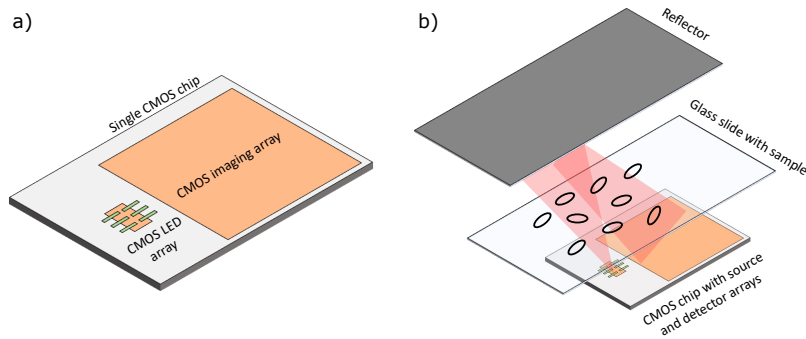 a)
Single CMOS chip
CMOS imaging array
CMOS LED
array
b)
Reflector
Glass slide with sample
CMOS chip with source
and detector arrays